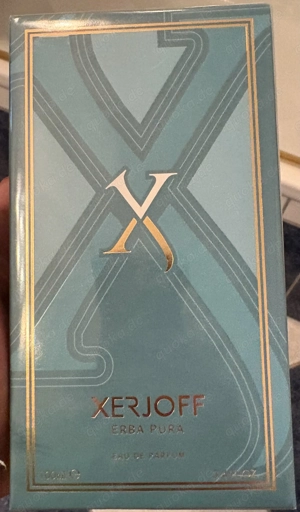 X
XERJOFF
ERBA PURA
EAU DE PARFUM